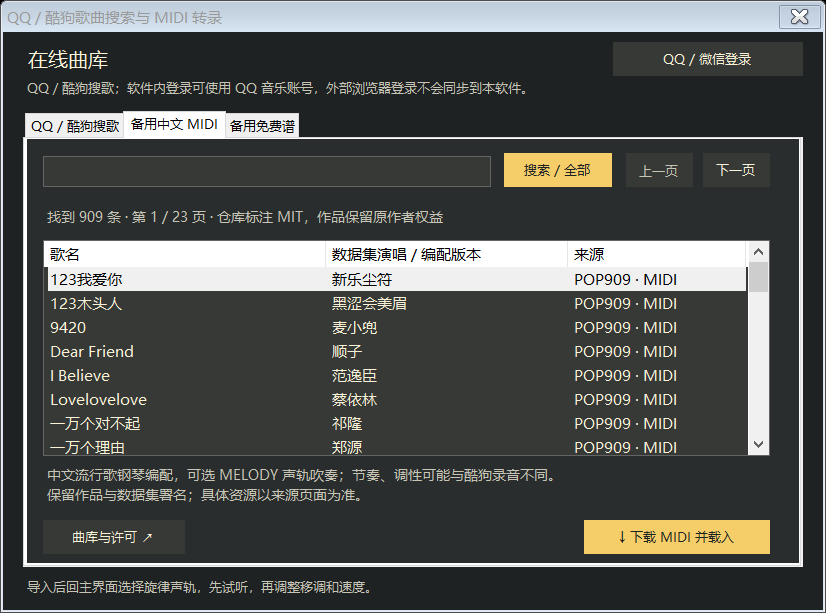 QQ / 酷狗歌曲搜索与 MIDI 转录
在线曲库
QQ / 微信登录
QQ / 酷狗搜歌；软件内登录可使用 QQ 音乐账号，外部浏览器登录不会同步到本软件。
QQ / 酷狗搜歌 备用中文 MIDI 备用免费谱
搜索 / 全部 上一页 下一页
找到 909 条 · 第 1 / 23 页 · 仓库标注 MIT，作品保留原作者权益
歌名 数据集演唱 / 编配版本 来源
123我爱你 新乐尘符 POP909 · MIDI
123木头人 黑涩会美眉 POP909 · MIDI
9420 麦小兜 POP909 · MIDI
Dear Friend 顺子 POP909 · MIDI
I Believe 范逸臣 POP909 · MIDI
Lovelovelove 蔡依林 POP909 · MIDI
一万个对不起 祁隆 POP909 · MIDI
一万个理由 郑源 POP909 · MIDI
中文流行歌钢琴编配，可选 MELODY 声轨吹奏；节奏、调性可能与酷狗录音不同。
保留作品与数据集署名；具体资源以来源页面为准。
曲库与许可 ↗ ↓下载 MIDI 并载入
导入后回主界面选择旋律声轨，先试听，再调整移调和速度。